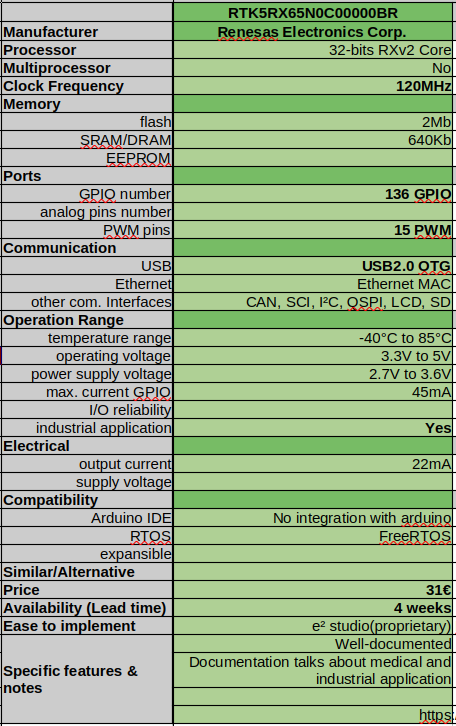 RTK5RX65N0C00000BR
Manufacturer Renesas Electronics Corp.
Processor 32-bits RXv2 Core
Multiprocessor No
Clock Frequency 120MHz
Memory
flash 2Mb
SRAM/DRAM 640Kb
EEPROM
Ports
GPIO number 136 GPIO
analog pins number
PWM pins 15 PWM
Communication
USB USB2.0 OTG
Ethernet Ethernet MAC
other com. Interfaces CAN, SCI, I²C, QSPI, LCD, SD
Operation Range
temperature range -40°C to 85°C
operating voltage 3.3V to 5V
power supply voltage 2.7V to 3.6V
max. current GPIO 45mA
I/O reliability
industrial application Yes
Electrical
output current 22mA
supply voltage
Compatibility
Arduino IDE No integration with arduino
RTOS FreeRTOS
expansible
Similar/Alternative
Price 31€
Availability (Lead time) 4 weeks
Ease to implement e² studio(proprietary)
Specific features &
notes
Well-documented
Documentation talks about medical and
industrial application
https: